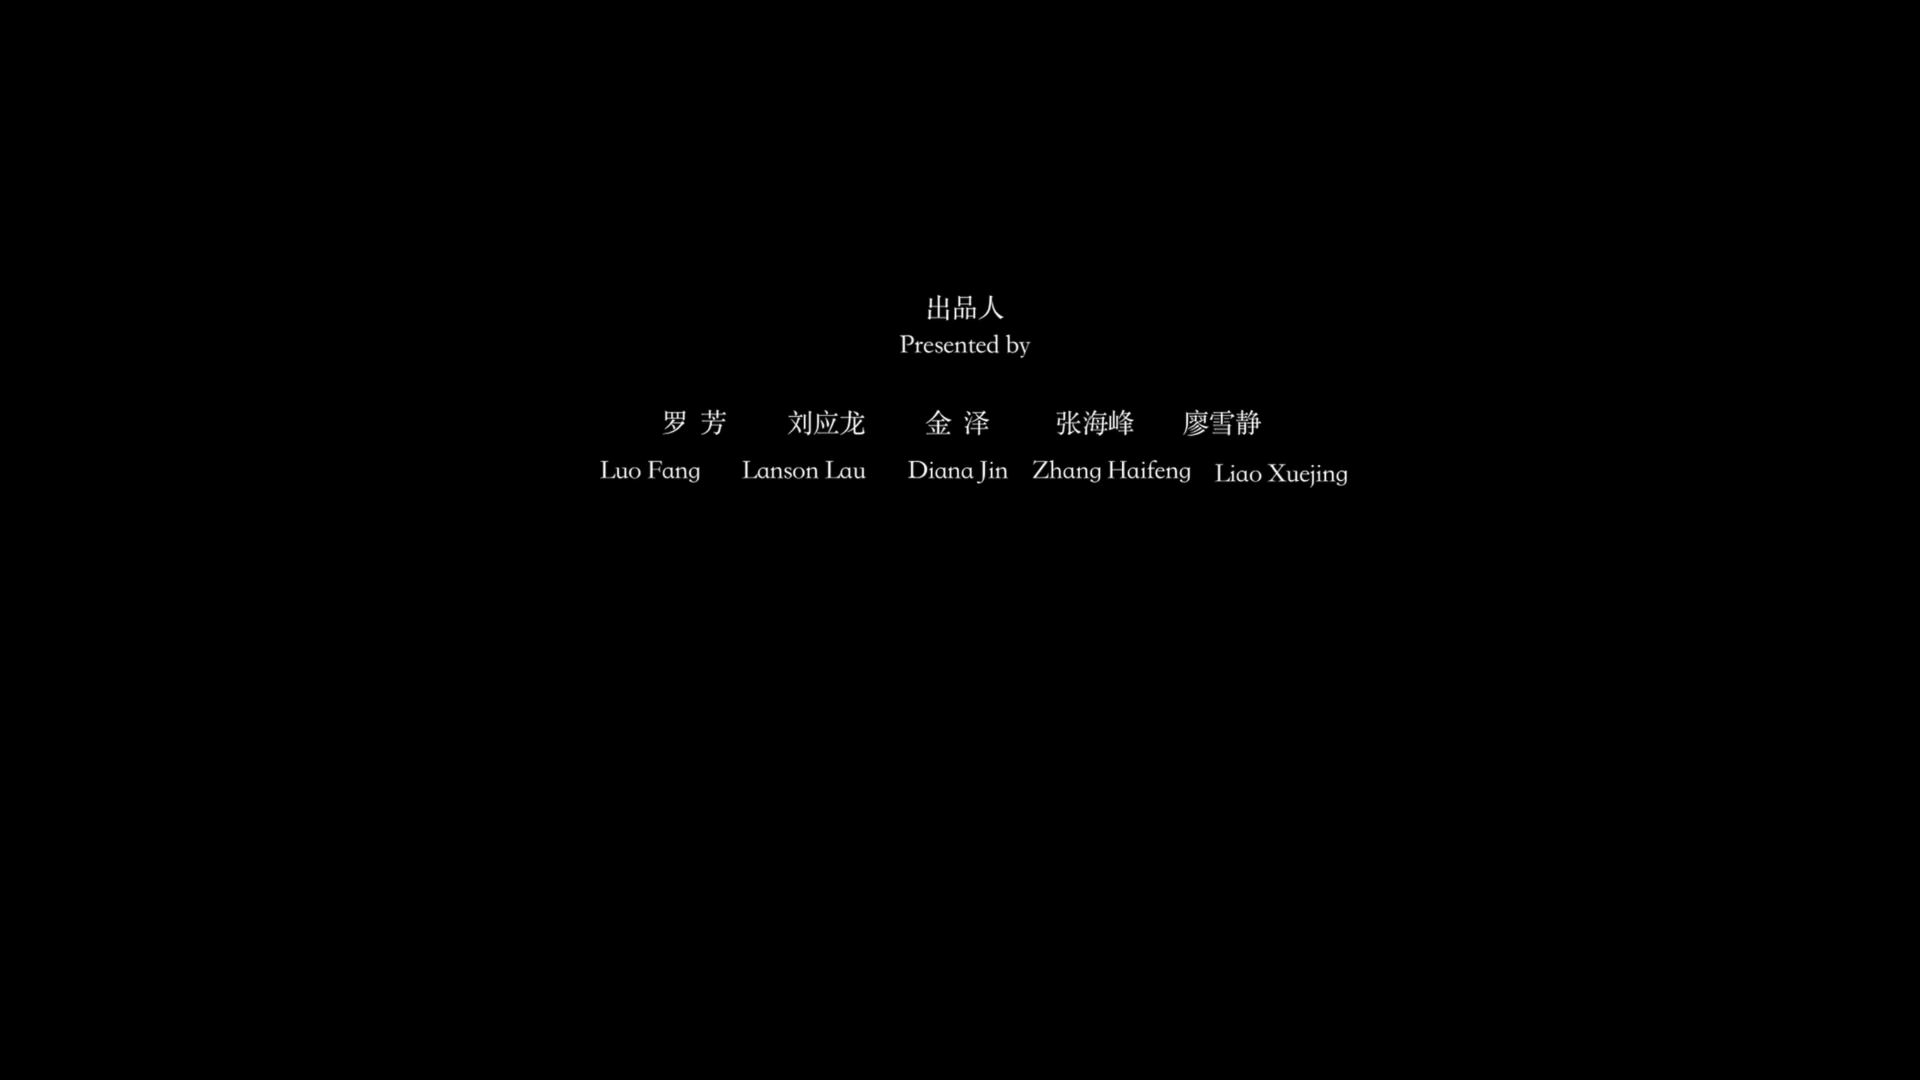 出品人
Presented by
罗 芳 刘应龙 金 泽 张海峰 廖雪静
Luo Fang Lanson Lau Diana Jin Zhang Haifeng Liao Xuejing